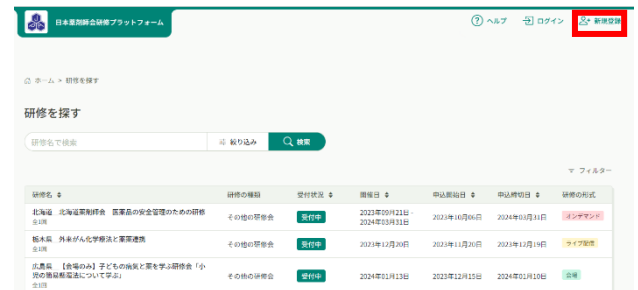 日本薬剤師会研修プラットフォーム
ヘルプ ログイン 新規登録
ホーム > 研修を探す
研修を探す
研修名で検索 絞り込み 検索
フィルター
研修名 研修の種類 受付状況 開催日 申込開始日 申込締切日 研修の形式
北海道 北海道薬剤師会 医薬品の安全管理のための研修
全1回
その他の研修会 受付中 2023年09月21日 -
2024年03月31日
2023年10月06日 2024年03月31日 オンデマンド
栃木県 外来がん化学療法と薬薬連携
全1回
その他の研修会 受付中 2023年12月20日 2023年11月20日 2023年12月19日 ライブ配信
広島県 【会場のみ】子どもの病気と薬を学ぶ研修会「小
児の簡易懸濁法について学ぶ」
全1回
その他の研修会 受付中 2024年01月13日 2023年12月15日 2024年01月10日 会場